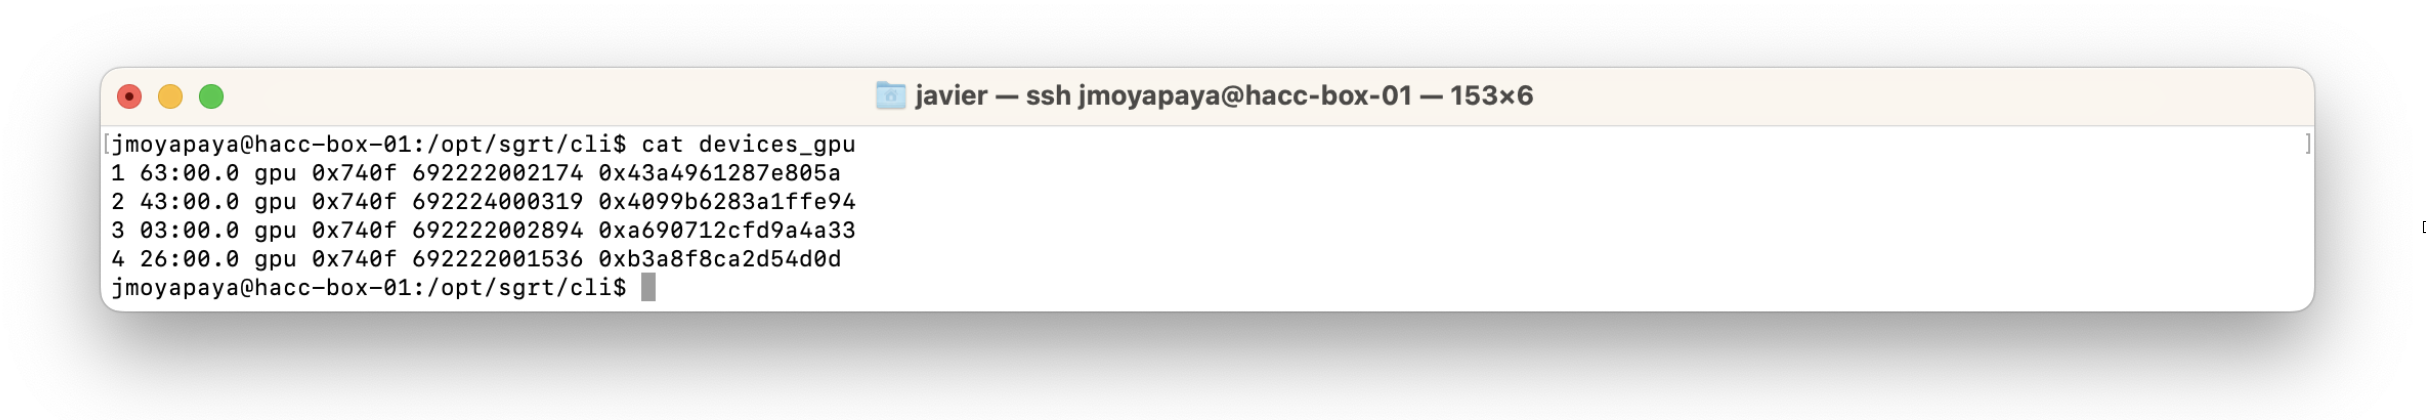 javier — ssh jmoyapaya@hacc-box-01 — 153×6
[jmoyapaya@hacc-box-01:/opt/sgrt/cli$ cat devices_gpu ]
1 63:00.0 gpu 0x740f 692222002174 0x43a4961287e805a
2 43:00.0 gpu 0x740f 692224000319 0x4099b6283a1ffe94
3 03:00.0 gpu 0x740f 692222002894 0xa690712cfd9a4a33
4 26:00.0 gpu 0x740f 692222001536 0xb3a8f8ca2d54d0d
jmoyapaya@hacc-box-01:/opt/sgrt/cli$